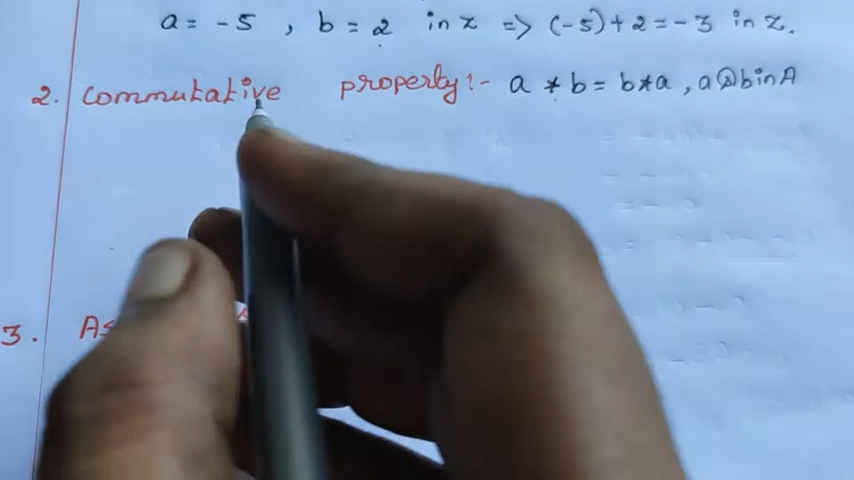 a = -5 , b = 2 in z => (-5)+2 = -3 in z.
2. commutative property :- a * b = b * a , a & b in A
3. As